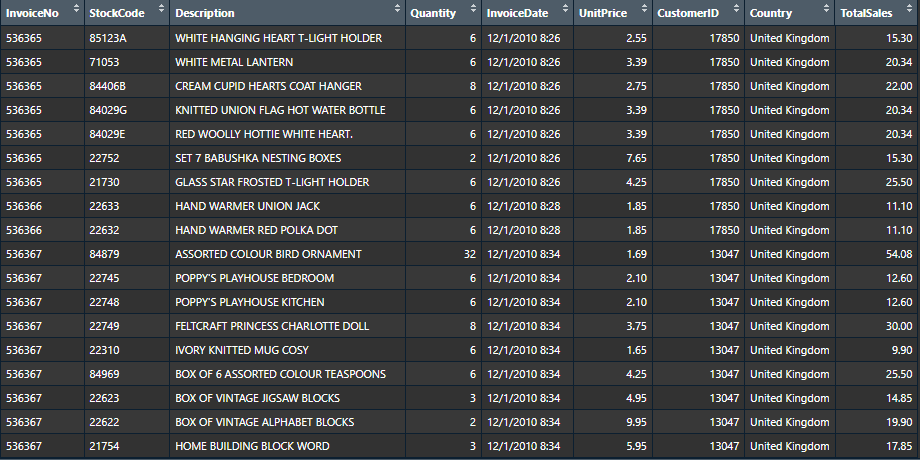 InvoiceNo StockCode Description Quantity InvoiceDate UnitPrice CustomerID Country TotalSales
536365 85123A WHITE HANGING HEART T-LIGHT HOLDER 6 12/1/2010 8:26 2.55 17850 United Kingdom 15.30
536365 71053 WHITE METAL LANTERN 6 12/1/2010 8:26 3.39 17850 United Kingdom 20.34
536365 84406B CREAM CUPID HEARTS COAT HANGER 8 12/1/2010 8:26 2.75 17850 United Kingdom 22.00
536365 84029G KNITTED UNION FLAG HOT WATER BOTTLE 6 12/1/2010 8:26 3.39 17850 United Kingdom 20.34
536365 84029E RED WOOLLY HOTTIE WHITE HEART. 6 12/1/2010 8:26 3.39 17850 United Kingdom 20.34
536365 22752 SET 7 BABUSHKA NESTING BOXES 2 12/1/2010 8:26 7.65 17850 United Kingdom 15.30
536365 21730 GLASS STAR FROSTED T-LIGHT HOLDER 6 12/1/2010 8:26 4.25 17850 United Kingdom 25.50
536366 22633 HAND WARMER UNION JACK 6 12/1/2010 8:28 1.85 17850 United Kingdom 11.10
536366 22632 HAND WARMER RED POLKA DOT 6 12/1/2010 8:28 1.85 17850 United Kingdom 11.10
536367 84879 ASSORTED COLOUR BIRD ORNAMENT 32 12/1/2010 8:34 1.69 13047 United Kingdom 54.08
536367 22745 POPPY'S PLAYHOUSE BEDROOM 6 12/1/2010 8:34 2.10 13047 United Kingdom 12.60
536367 22748 POPPY'S PLAYHOUSE KITCHEN 6 12/1/2010 8:34 2.10 13047 United Kingdom 12.60
536367 22749 FELTCRAFT PRINCESS CHARLOTTE DOLL 8 12/1/2010 8:34 3.75 13047 United Kingdom 30.00
536367 22310 IVORY KNITTED MUG COSY 6 12/1/2010 8:34 1.65 13047 United Kingdom 9.90
536367 84969 BOX OF 6 ASSORTED COLOUR TEASPOONS 6 12/1/2010 8:34 4.25 13047 United Kingdom 25.50
536367 22623 BOX OF VINTAGE JIGSAW BLOCKS 3 12/1/2010 8:34 4.95 13047 United Kingdom 14.85
536367 22622 BOX OF VINTAGE ALPHABET BLOCKS 2 12/1/2010 8:34 9.95 13047 United Kingdom 19.90
536367 21754 HOME BUILDING BLOCK WORD 3 12/1/2010 8:34 5.95 13047 United Kingdom 17.85